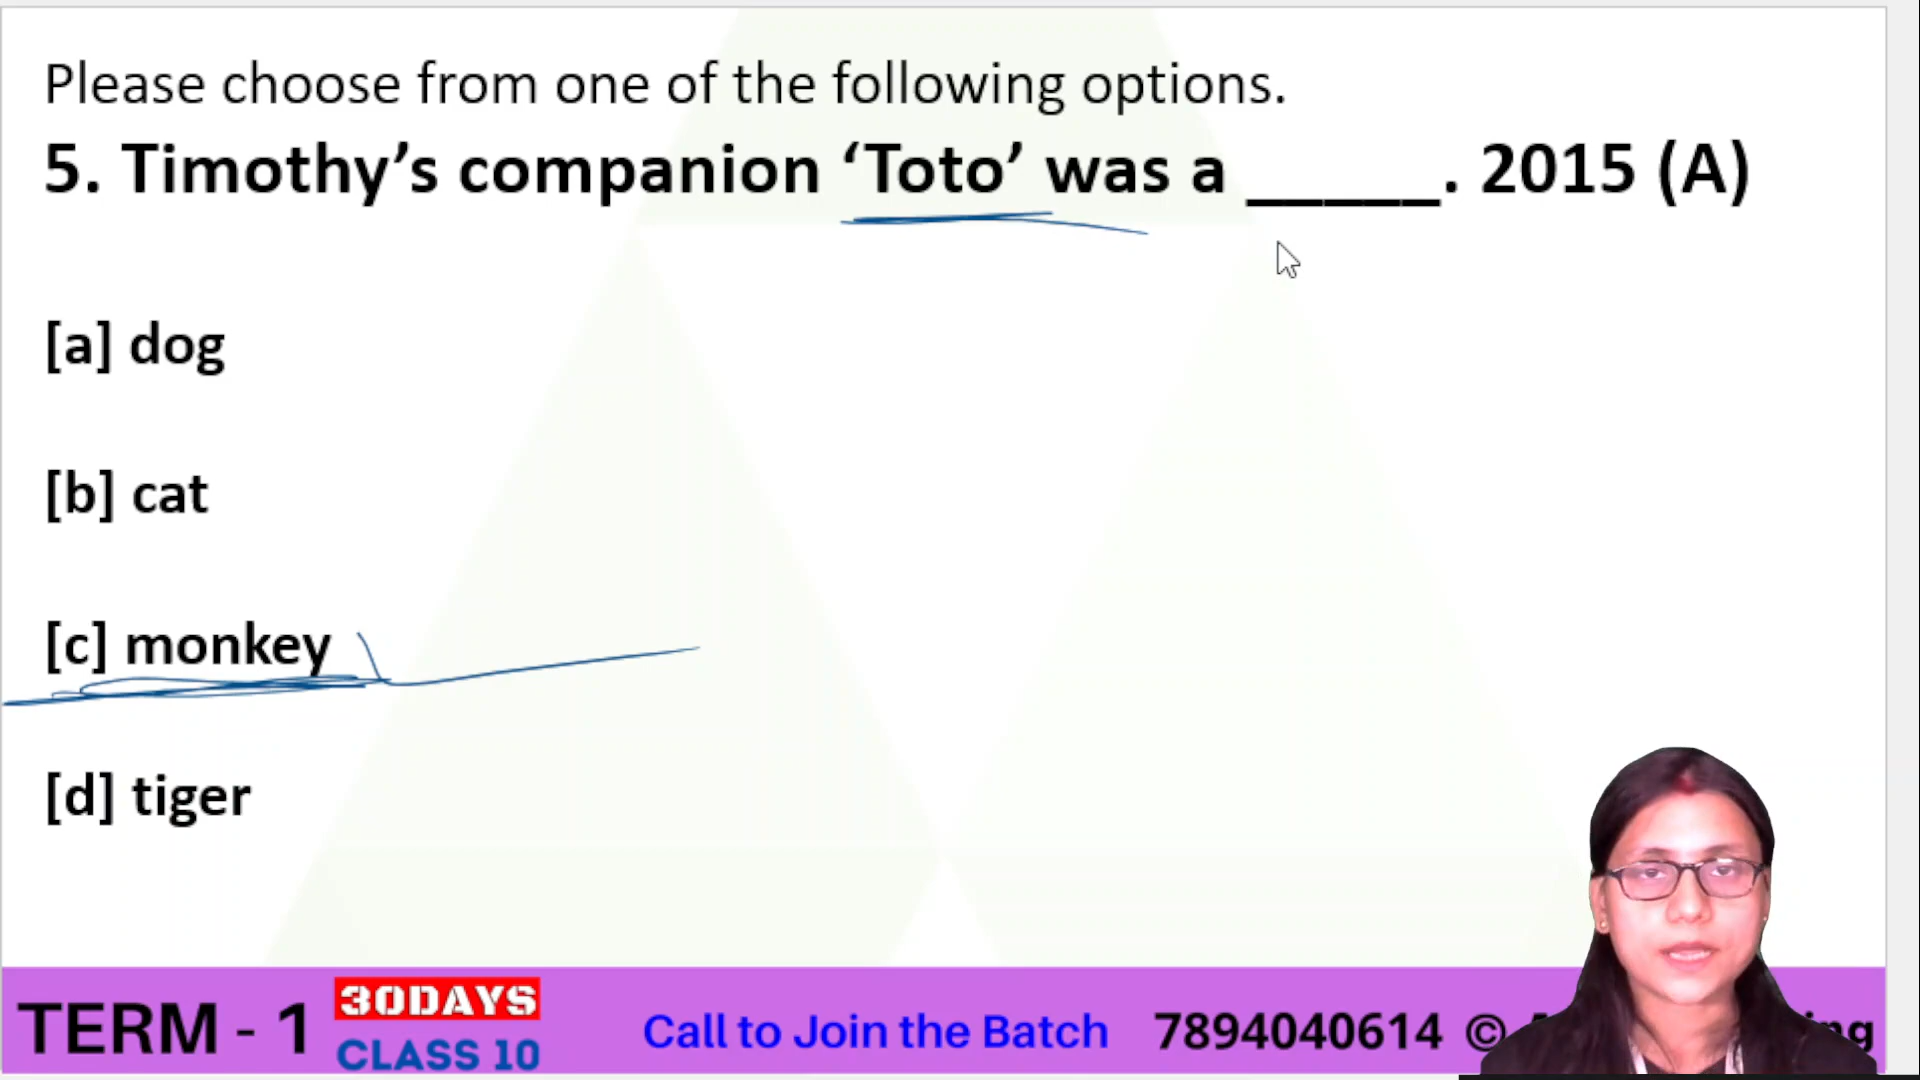 Please choose from one of the following options.
5. Timothy’s companion ‘Toto’ was a _____. 2015 (A)
[a] dog
[b] cat
[c] monkey
[d] tiger
TERM - 1 30DAYS CLASS 10 Call to Join the Batch 7894040614 ©